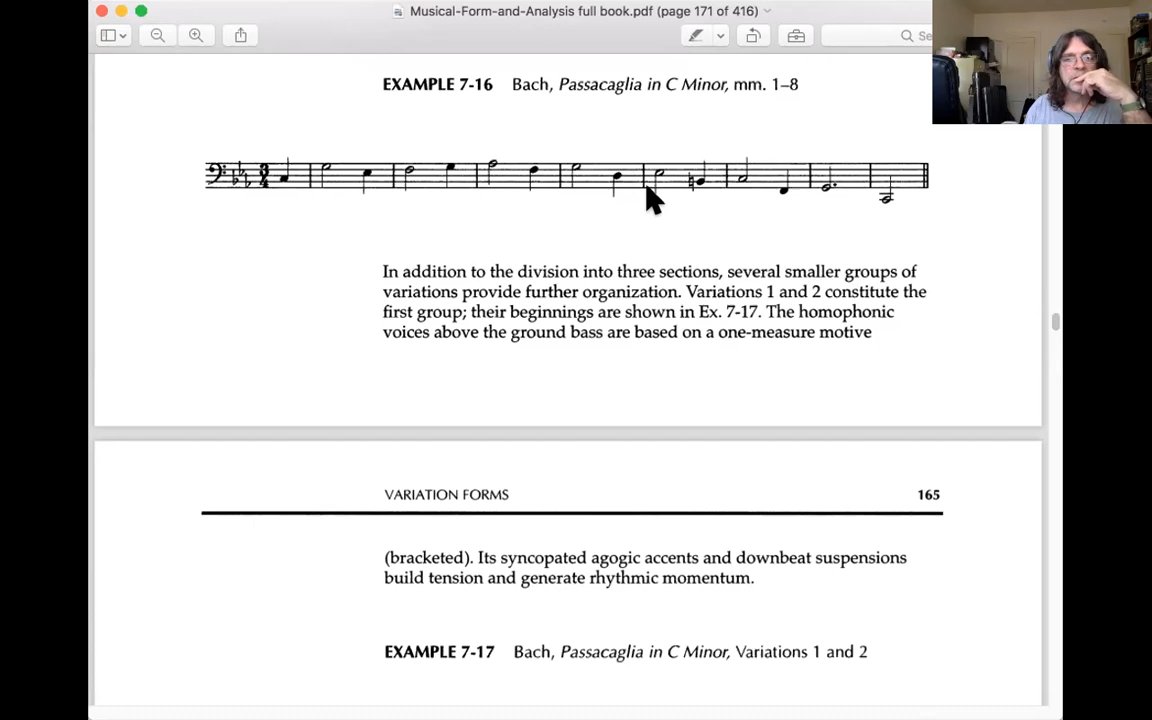 Musical-Form-and-Analysis full book.pdf (page 171 of 416)
Se
EXAMPLE 7-16 Bach, Passacaglia in C Minor, mm. 1–8
3
4
In addition to the division into three sections, several smaller groups of
variations provide further organization. Variations 1 and 2 constitute the
first group; their beginnings are shown in Ex. 7-17. The homophonic
voices above the ground bass are based on a one-measure motive
VARIATION FORMS 165
(bracketed). Its syncopated agogic accents and downbeat suspensions
build tension and generate rhythmic momentum.
EXAMPLE 7-17 Bach, Passacaglia in C Minor, Variations 1 and 2